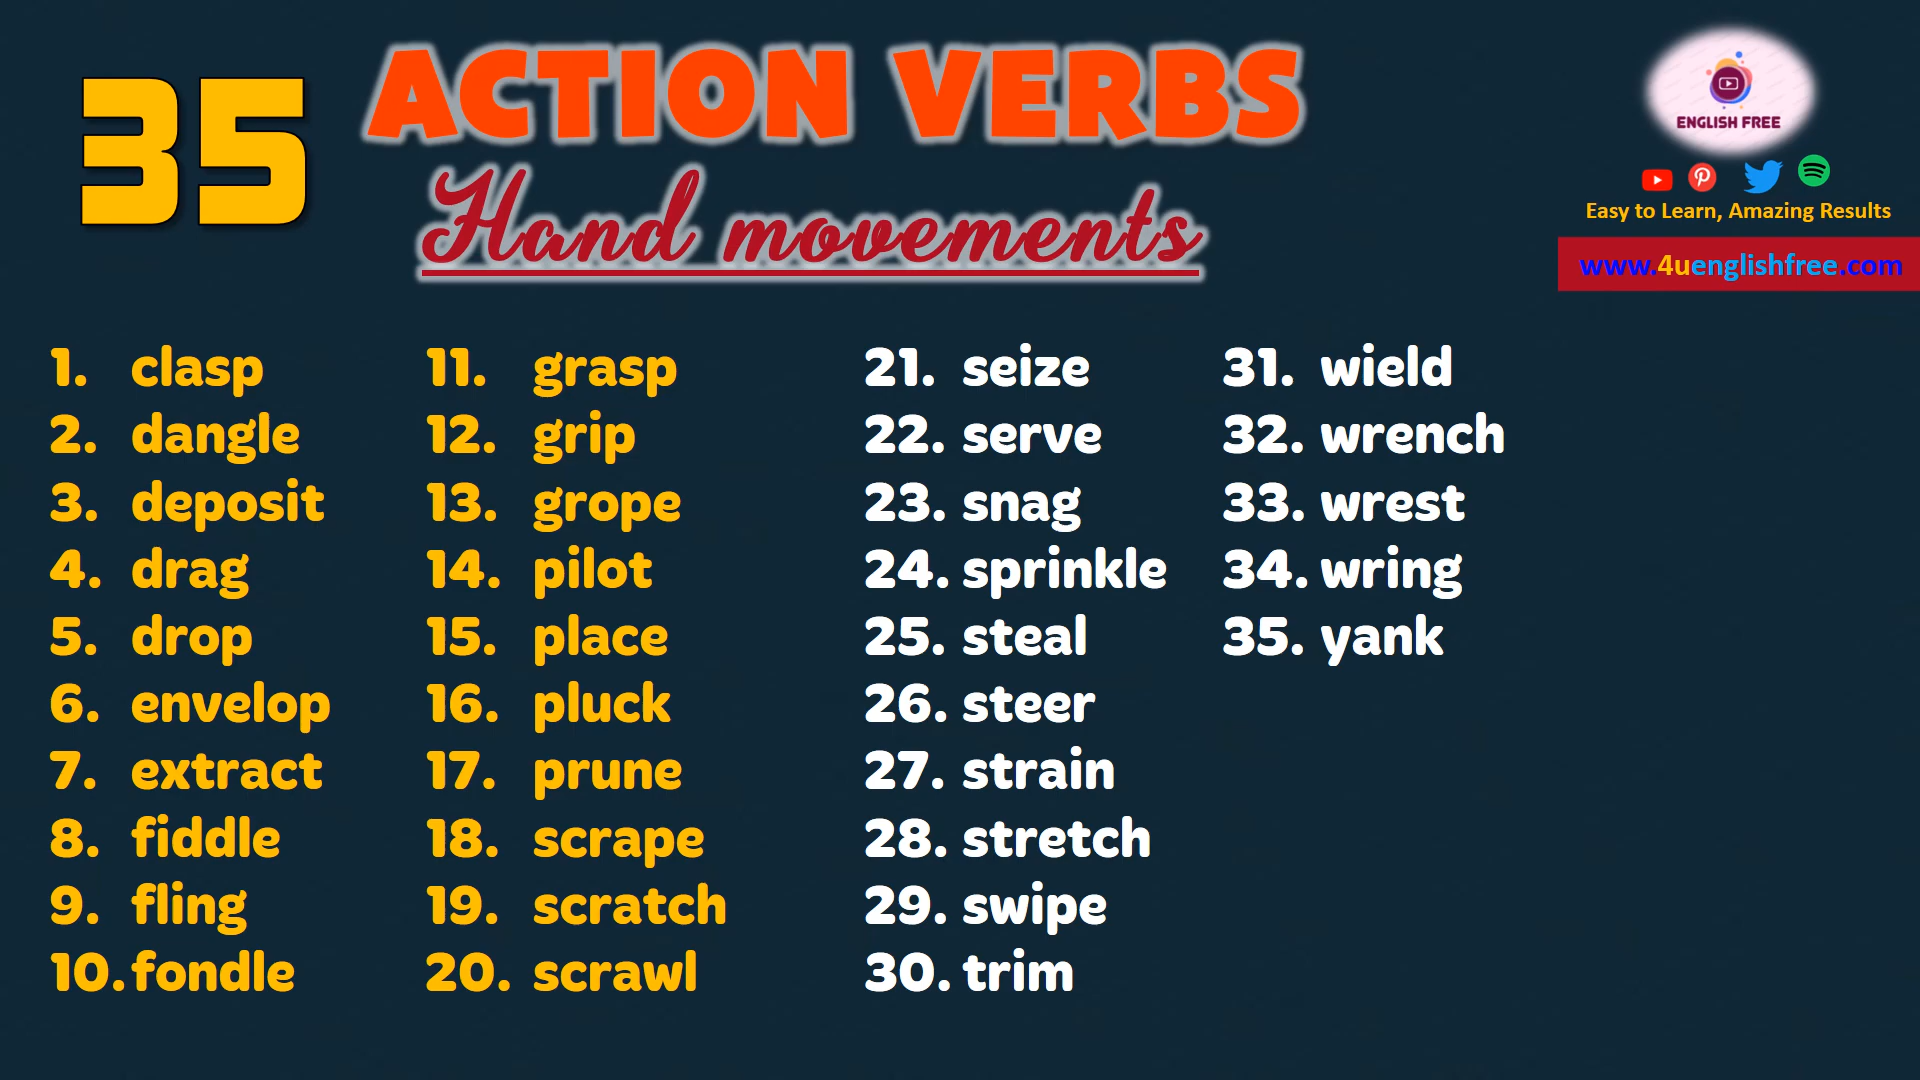 35
ACTION VERBS
Hand movements
ENGLISH FREE
Easy to Learn, Amazing Results
www.4uenglishfree.com
1. clasp
2. dangle
3. deposit
4. drag
5. drop
6. envelop
7. extract
8. fiddle
9. fling
10. fondle
11. grasp
12. grip
13. grope
14. pilot
15. place
16. pluck
17. prune
18. scrape
19. scratch
20. scrawl
21. seize
22. serve
23. snag
24. sprinkle
25. steal
26. steer
27. strain
28. stretch
29. swipe
30. trim
31. wield
32. wrench
33. wrest
34. wring
35. yank